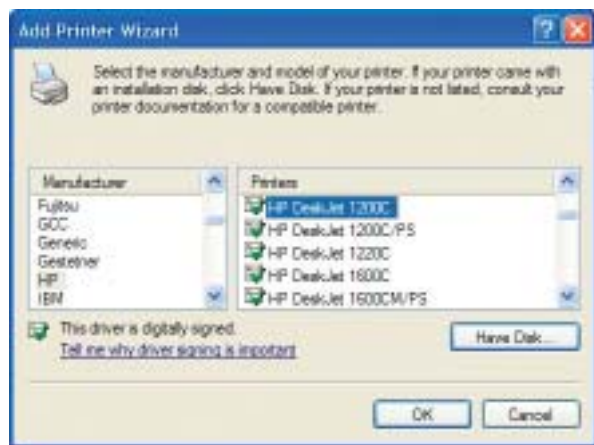 Add Printer Wizard
Select the manufacturer and model of your printer. If your printer came with
an installation disk, click Have Disk. If your printer is not listed, consult your
printer documentation for a compatible printer.
Manufacturer
Fujitsu
GCC
Generic
Gestetner
HP
IBM
Printers
HP DeskJet 1200C
HP DeskJet 1200C/PS
HP DeskJet 1220C
HP DeskJet 1600C
HP DeskJet 1600CM/PS
This driver is digitally signed.
Tell me why driver signing is important
Have Disk...
OK
Cancel